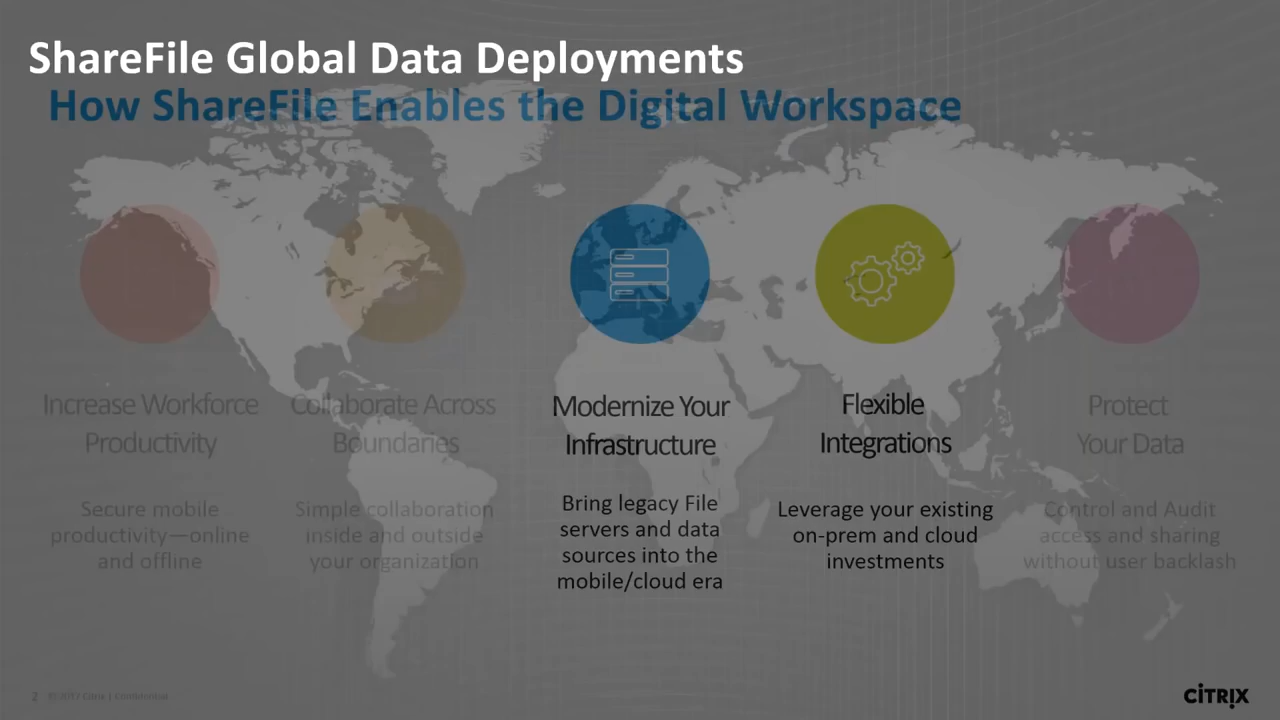 ShareFile Global Data Deployments
How ShareFile Enables the Digital Workspace
Increase Workforce
Productivity
Secure mobile
productivity—online
and offline
Collaborate Across
Boundaries
Simple collaboration
inside and outside
your organization
Modernize Your
Infrastructure
Bring legacy File
servers and data
sources into the
mobile/cloud era
Flexible
Integrations
Leverage your existing
on-prem and cloud
investments
Protect
Your Data
Control and Audit
access and sharing
without user backlash
2
Citrix | Confidential
CITRIX